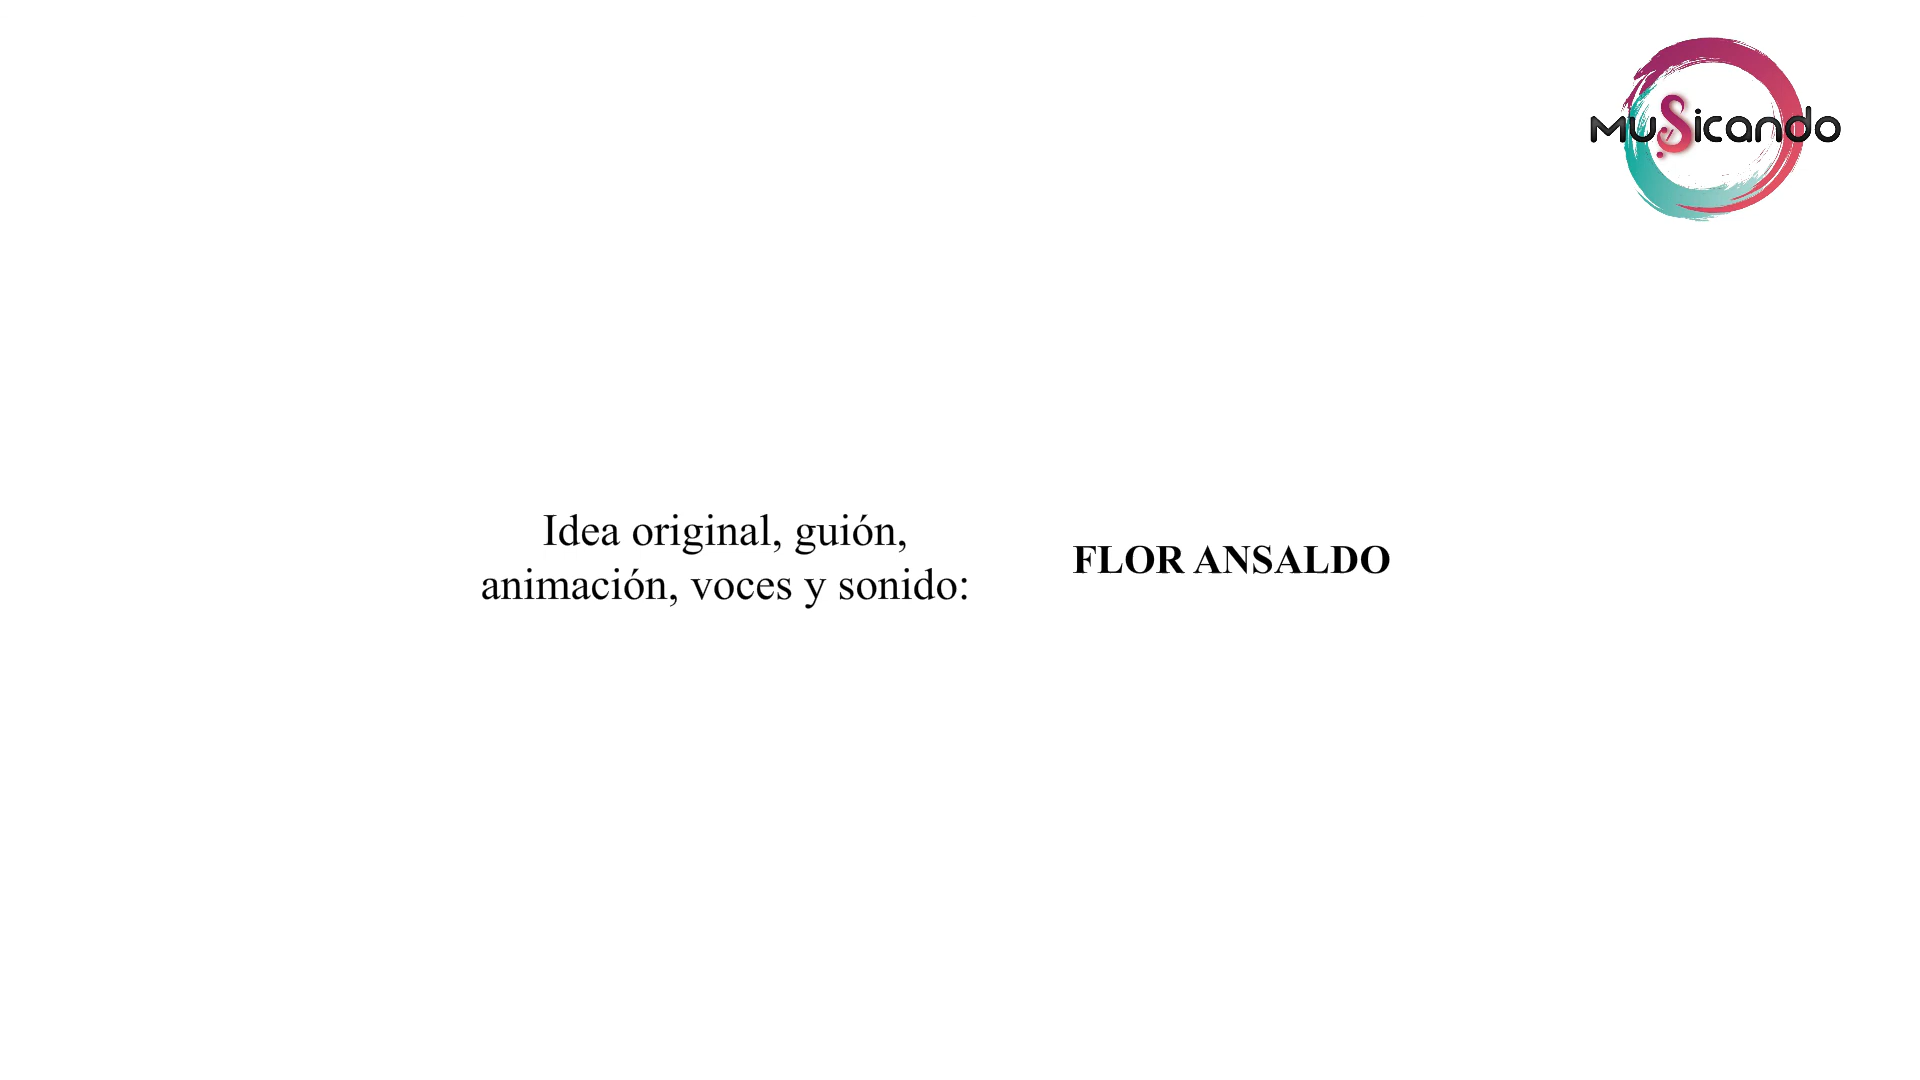 MuSicando
Idea original, guión,
animación, voces y sonido:
FLOR ANSALDO